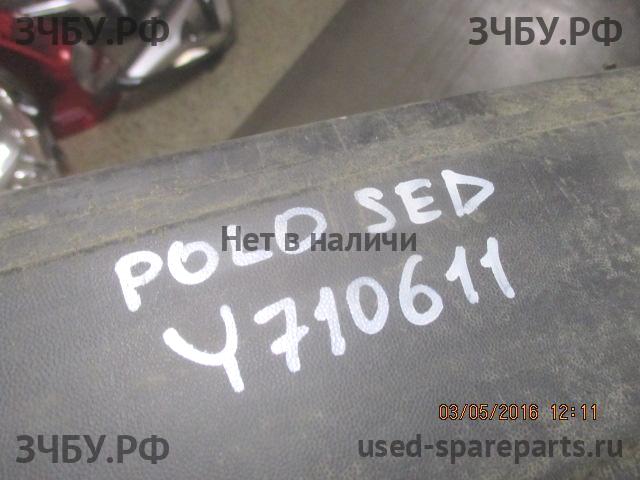 ЗЧБУ.РФ
ЗЧБУ.РФ
POLO SED
Нет в наличи
Y710611
03/05/2016 12:11
ЗЧБУ.РФ
used-spareparts.ru